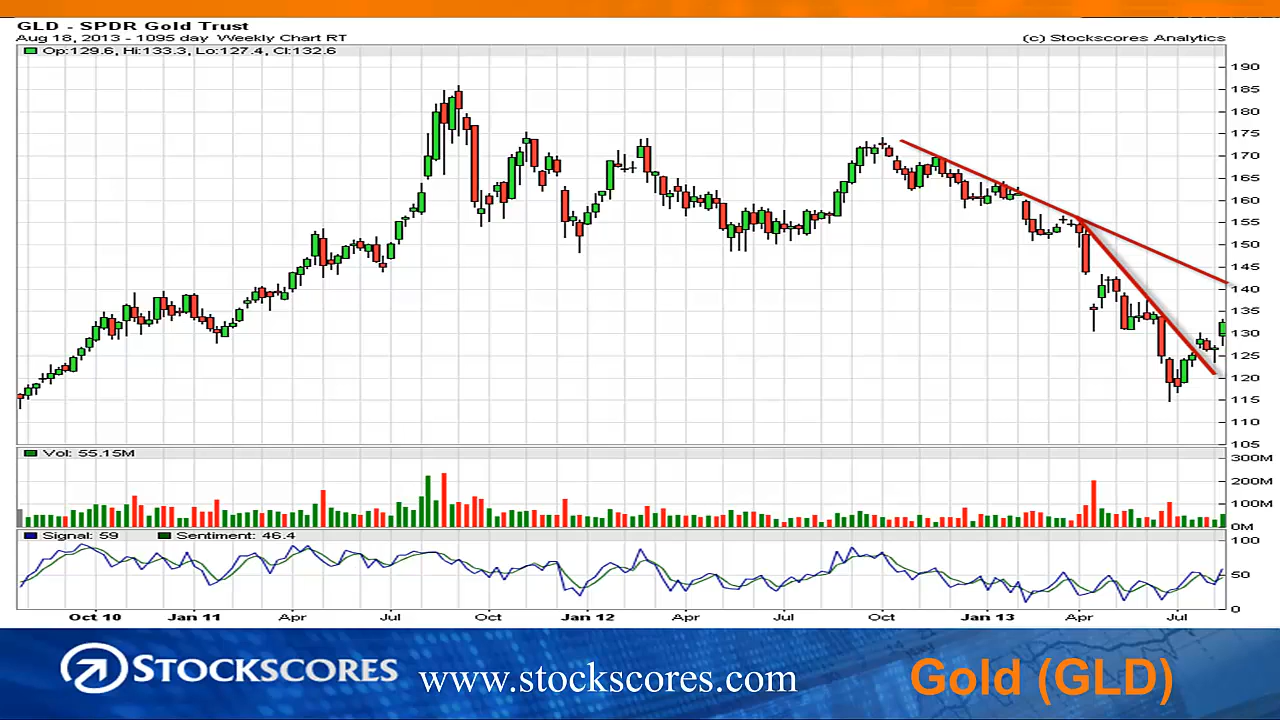 GLD - SPDR Gold Trust
Aug 18, 2013 - 1095 day Weekly Chart RT
(c) Stockscores Analytics
Op:129.6, Hi:133.3, Lo:127.4, Cl:132.6
190
185
180
175
170
165
160
155
150
145
140
135
130
125
120
115
110
105
Vol: 55.15M
300M
200M
100M
0M
Signal: 59 Sentiment: 46.4
100
50
0
Oct 10 Jan 11 Apr Jul Oct Jan 12 Apr Jul Oct Jan 13 Apr Jul
STOCKSCORES www.stockscores.com Gold (GLD)